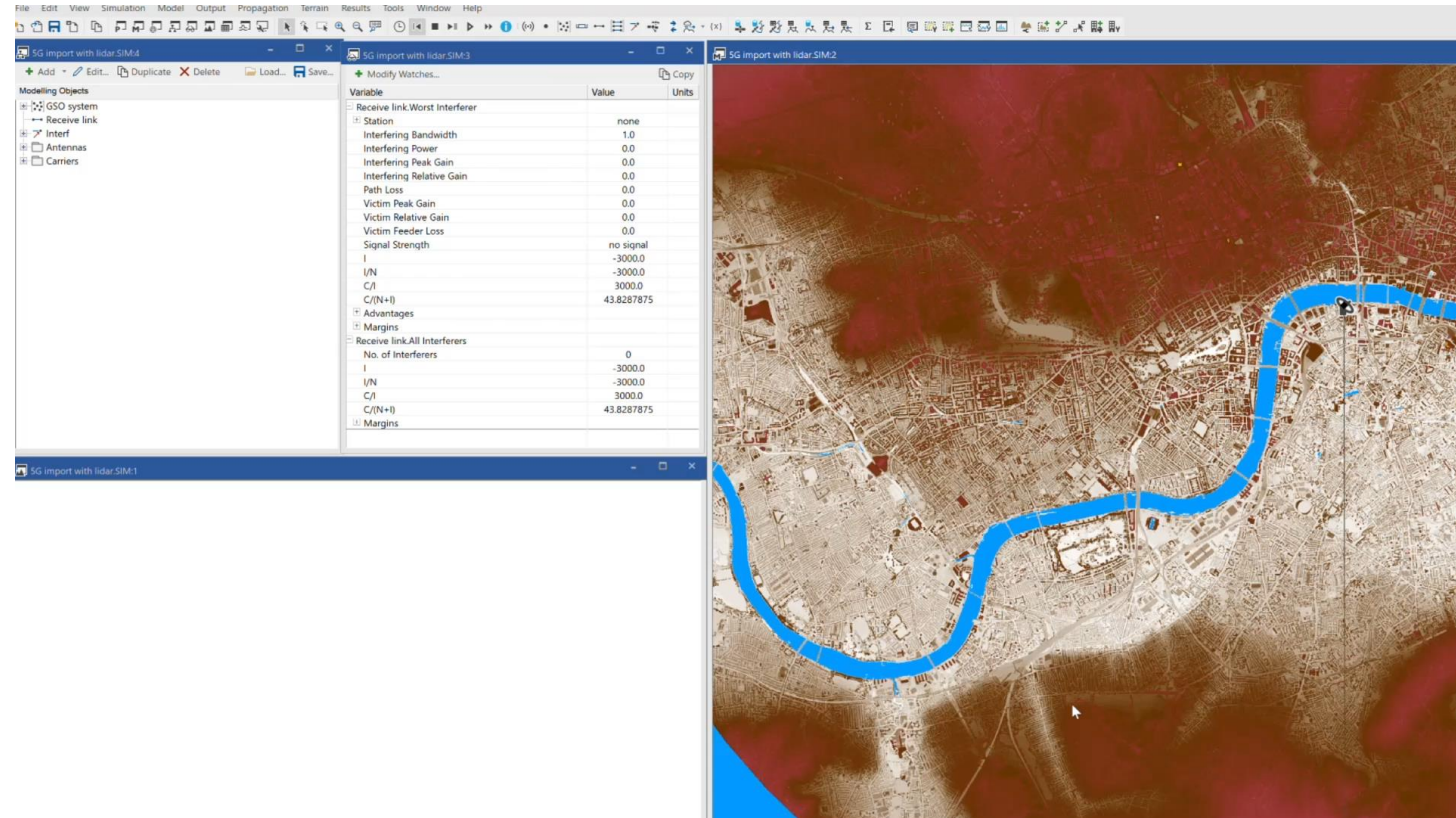 File Edit View Simulation Model Output Propagation Terrain Results Tools Window Help
5G import with lidar.SIM:4
Add Edit... Duplicate Delete Load... Save...
Modelling Objects
GSO system
Receive link
Interf
Antennas
Carriers
5G import with lidar.SIM:3
Modify Watches... Copy
Variable Value Units
Receive link.Worst Interferer
Station none
Interfering Bandwidth 1.0
Interfering Power 0.0
Interfering Peak Gain 0.0
Interfering Relative Gain 0.0
Path Loss 0.0
Victim Peak Gain 0.0
Victim Relative Gain 0.0
Victim Feeder Loss 0.0
Signal Strength no signal
I -3000.0
I/N -3000.0
C/I 3000.0
C/(N+I) 43.8287875
Advantages
Margins
Receive link.All Interferers
No. of Interferers 0
I -3000.0
I/N -3000.0
C/I 3000.0
C/(N+I) 43.8287875
Margins
5G import with lidar.SIM:1
5G import with lidar.SIM:2